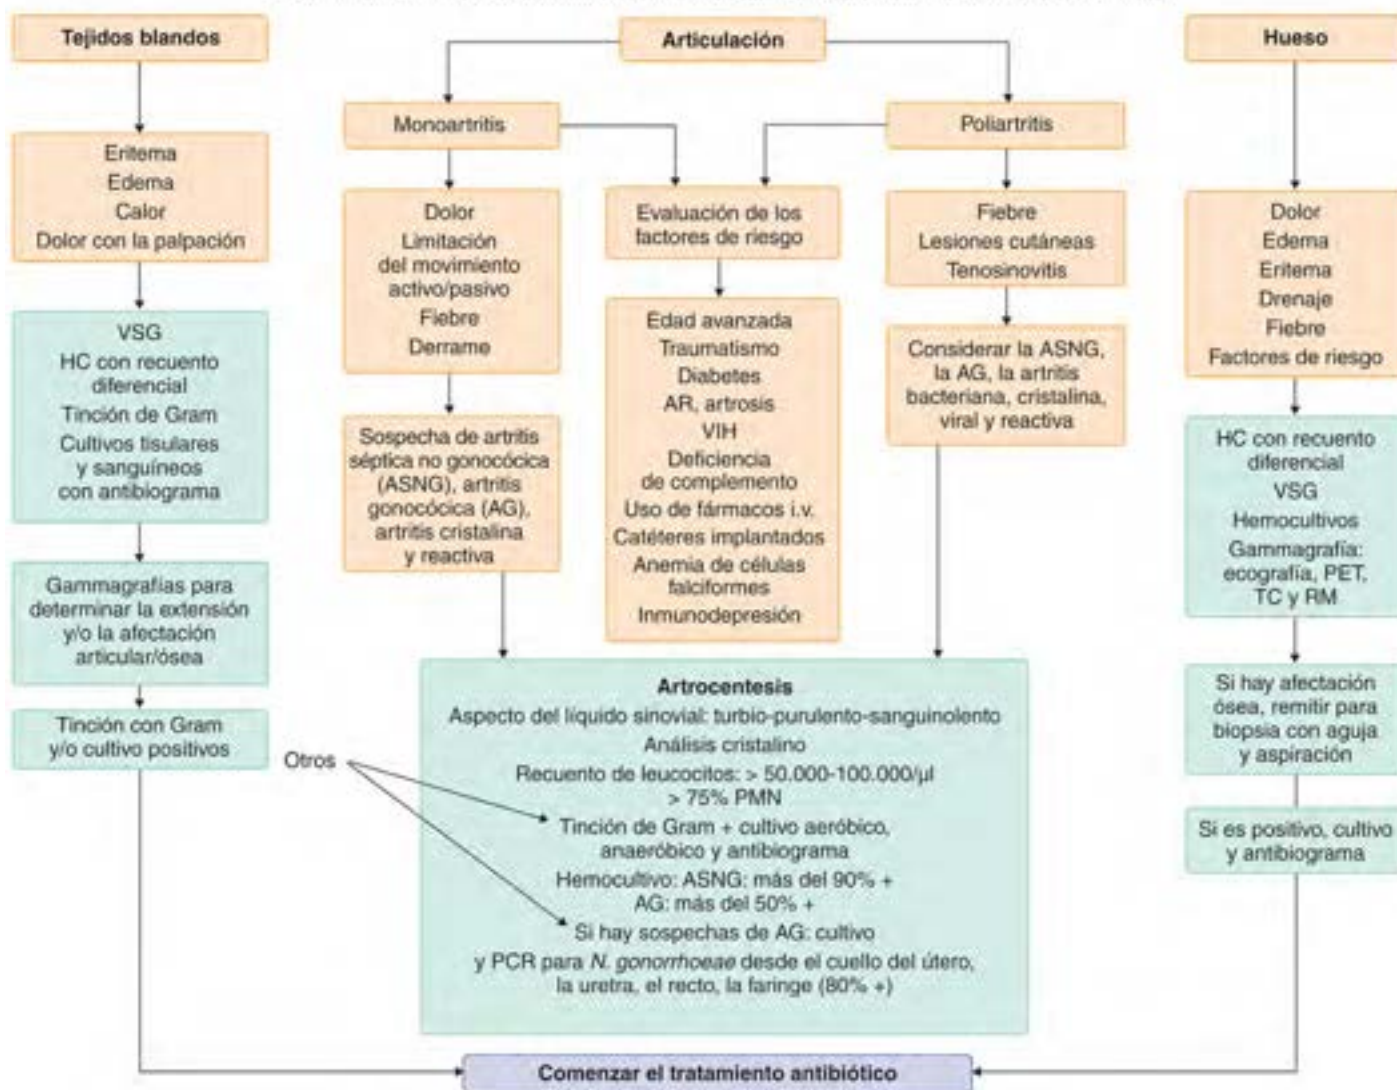 Tejidos blandos
Eritema
Edema
Calor
Dolor con la palpación
VSG
HC con recuento
diferencial
Tinción de Gram
Cultivos tisulares
y sanguíneos
con antibiograma
Gammagrafías para
determinar la extensión
y/o la afectación
articular/ósea
Tinción con Gram
y/o cultivo positivos
Articulación
Monoartritis
Dolor
Limitación
del movimiento
activo/pasivo
Fiebre
Derrame
Sospecha de artritis
séptica no gonocócica
(ASNG), artritis
gonocócica (AG),
artritis cristalina
y reactiva
Evaluación de los
factores de riesgo
Edad avanzada
Traumatismo
Diabetes
AR, artrosis
VIH
Deficiencia
de complemento
Uso de fármacos i.v.
Catéteres implantados
Anemia de células
falciformes
Inmunodepresión
Poliartritis
Fiebre
Lesiones cutáneas
Tenosinovitis
Considerar la ASNG,
la AG, la artritis
bacteriana, cristalina,
viral y reactiva
Otros
Artrocentesis
Aspecto del líquido sinovial: turbio-purulento-sanguinolento
Análisis cristalino
Recuento de leucocitos: > 50.000-100.000/µl
> 75% PMN
Tinción de Gram + cultivo aeróbico,
anaeróbico y antibiograma
Hemocultivo: ASNG: más del 90% +
AG: más del 50% +
Si hay sospechas de AG: cultivo
y PCR para N. gonorrhoeae desde el cuello del útero,
la uretra, el recto, la faringe (80% +)
Hueso
Dolor
Edema
Eritema
Drenaje
Fiebre
Factores de riesgo
HC con recuento
diferencial
VSG
Hemocultivos
Gammagrafía:
ecografía, PET,
TC y RM
Si hay afectación
ósea, remitir para
biopsia con aguja
y aspiración
Si es positivo, cultivo
y antibiograma
Comenzar el tratamiento antibiótico